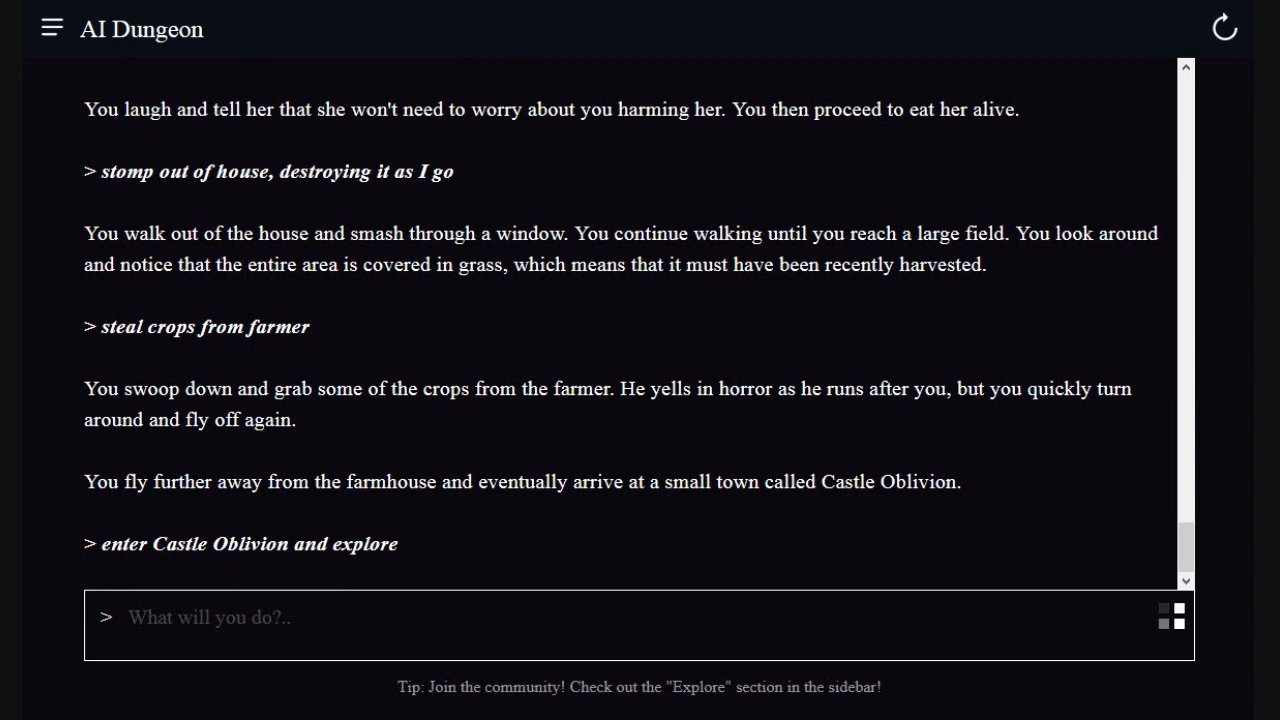 AI Dungeon
You laugh and tell her that she won't need to worry about you harming her. You then proceed to eat her alive.
> stomp out of house, destroying it as I go
You walk out of the house and smash through a window. You continue walking until you reach a large field. You look around
and notice that the entire area is covered in grass, which means that it must have been recently harvested.
> steal crops from farmer
You swoop down and grab some of the crops from the farmer. He yells in horror as he runs after you, but you quickly turn
around and fly off again.
You fly further away from the farmhouse and eventually arrive at a small town called Castle Oblivion.
> enter Castle Oblivion and explore
> What will you do?..
Tip: Join the community! Check out the "Explore" section in the sidebar!